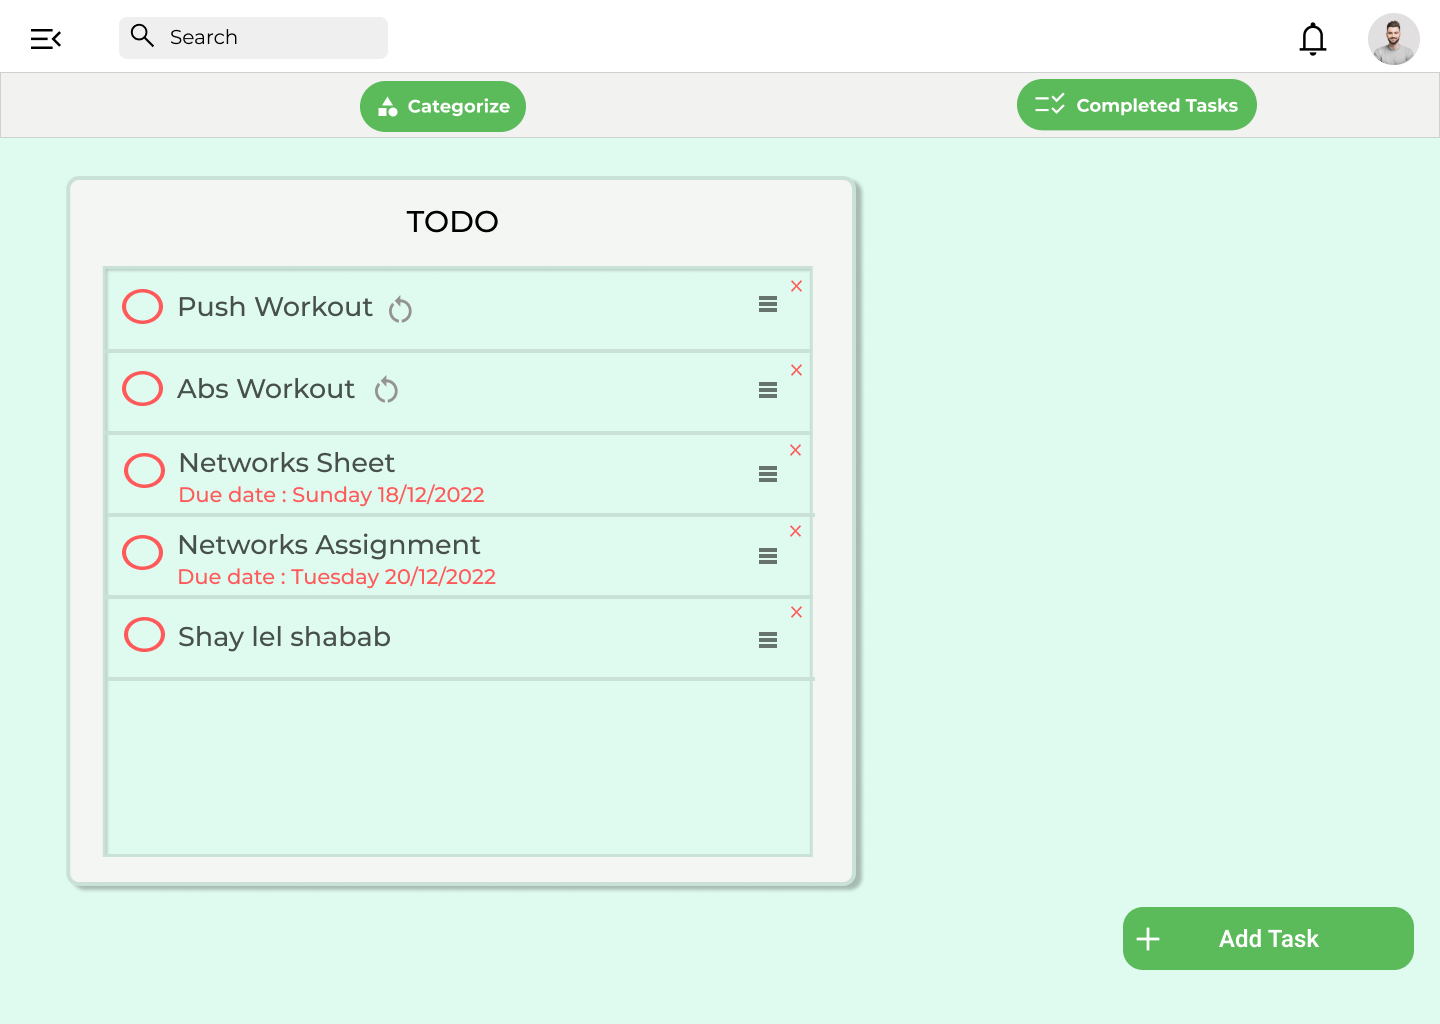 Search
Categorize
Completed Tasks
TODO
Push Workout
Abs Workout
Networks Sheet
Due date : Sunday 18/12/2022
Networks Assignment
Due date : Tuesday 20/12/2022
Shay lel shabab
Add Task